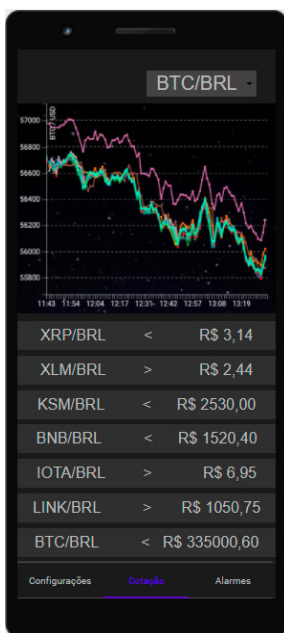 BTC/BRL
BTC / USD
57000
56800
56600
56400
56200
56000
55800
11:43 11:54 12:04 12:17 12:31 12:42 12:57 13:08 13:19
XRP/BRL < R$ 3,14
XLM/BRL > R$ 2,44
KSM/BRL < R$ 2530,00
BNB/BRL < R$ 1520,40
IOTA/BRL > R$ 6,95
LINK/BRL > R$ 1050,75
BTC/BRL < R$ 335000,60
Configurações Cotação Alarmes